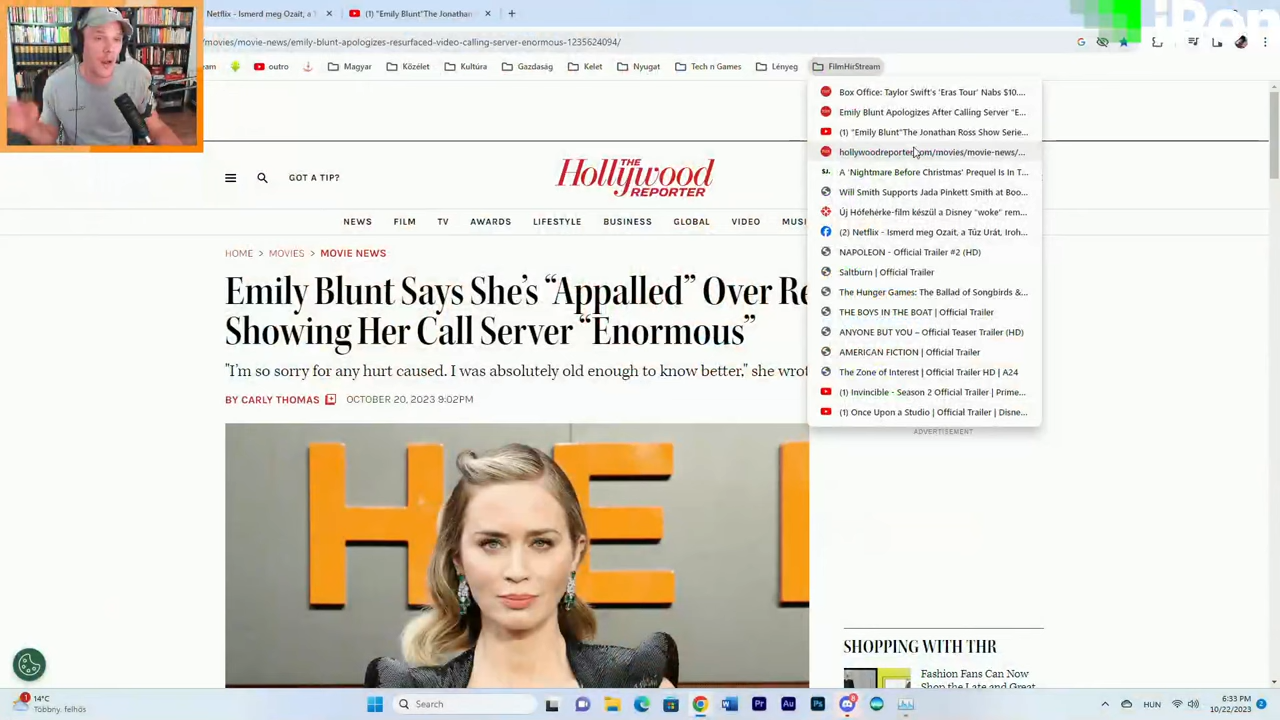 Netflix - Ismerd meg Ozait, a t
(1) "Emily Blunt"The Jonathan
/movies/movie-news/emily-blunt-apologizes-resurfaced-video-calling-server-enormous-1235624094/
outro
Magyar
Közélet
Kultúra
Gazdaság
Kelet
Nyugat
Tech n Games
Lényeg
FilmHírStream
Box Office: Taylor Swift's 'Eras Tour' Nabs $10....
Emily Blunt Apologizes After Calling Server "E...
(1) "Emily Blunt"The Jonathan Ross Show Serie...
hollywoodreporter.com/movies/movie-news/...
A 'Nightmare Before Christmas' Prequel Is In T...
Will Smith Supports Jada Pinkett Smith at Boo...
Új Hófehérke-film készül a Disney "woke" rem...
(2) Netflix - Ismerd meg Ozait, a Tűz Urát, Iroh...
NAPOLEON - Official Trailer #2 (HD)
Saltburn | Official Trailer
The Hunger Games: The Ballad of Songbirds &...
THE BOYS IN THE BOAT | Official Trailer
ANYONE BUT YOU – Official Teaser Trailer (HD)
AMERICAN FICTION | Official Trailer
The Zone of Interest | Official Trailer HD | A24
(1) Invincible - Season 2 Official Trailer | Prime...
(1) Once Upon a Studio | Official Trailer | Disne...
GOT A TIP?
THE
Hollywood
REPORTER
NEWS FILM TV AWARDS LIFESTYLE BUSINESS GLOBAL VIDEO MUSI
HOME > MOVIES > MOVIE NEWS
Emily Blunt Says She's “Appalled” Over Re
Showing Her Call Server “Enormous”
"I'm so sorry for any hurt caused. I was absolutely old enough to know better," she wrot
BY CARLY THOMAS OCTOBER 20, 2023 9:02PM
ADVERTISEMENT
H E
SHOPPING WITH THR
Fashion Fans Can Now
Shop the Late and Great
14°C
Többny. felhős
Search
HUN
6:33 PM
10/22/2023